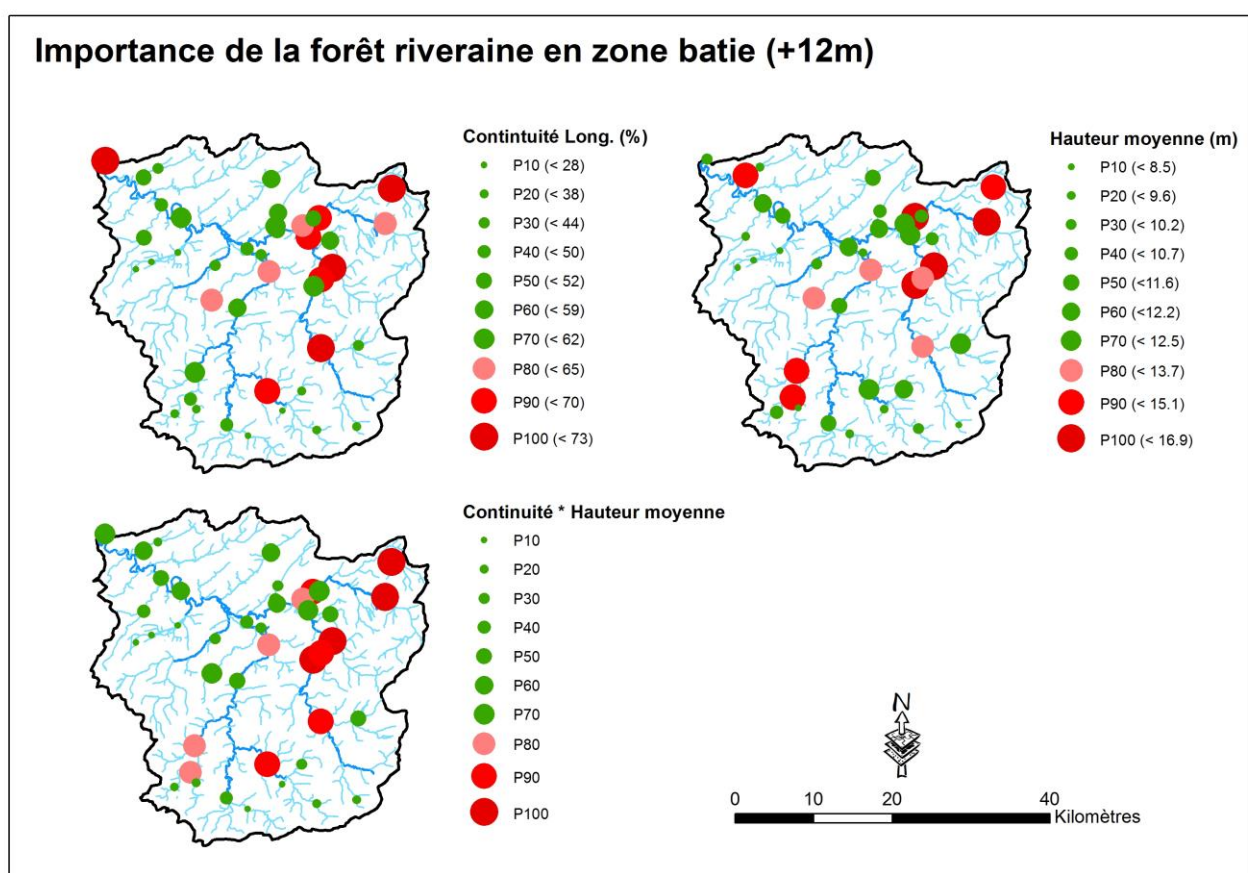 Importance de la forêt riveraine en zone batie (+12m)
Contintuité Long. (%)
P10 (< 28)
P20 (< 38)
P30 (< 44)
P40 (< 50)
P50 (< 52)
P60 (< 59)
P70 (< 62)
P80 (< 65)
P90 (< 70)
P100 (< 73)
Hauteur moyenne (m)
P10 (< 8.5)
P20 (< 9.6)
P30 (< 10.2)
P40 (< 10.7)
P50 (<11.6)
P60 (<12.2)
P70 (< 12.5)
P80 (< 13.7)
P90 (< 15.1)
P100 (< 16.9)
Continuité * Hauteur moyenne
P10
P20
P30
P40
P50
P60
P70
P80
P90
P100
N
0 10 20 40
Kilomètres